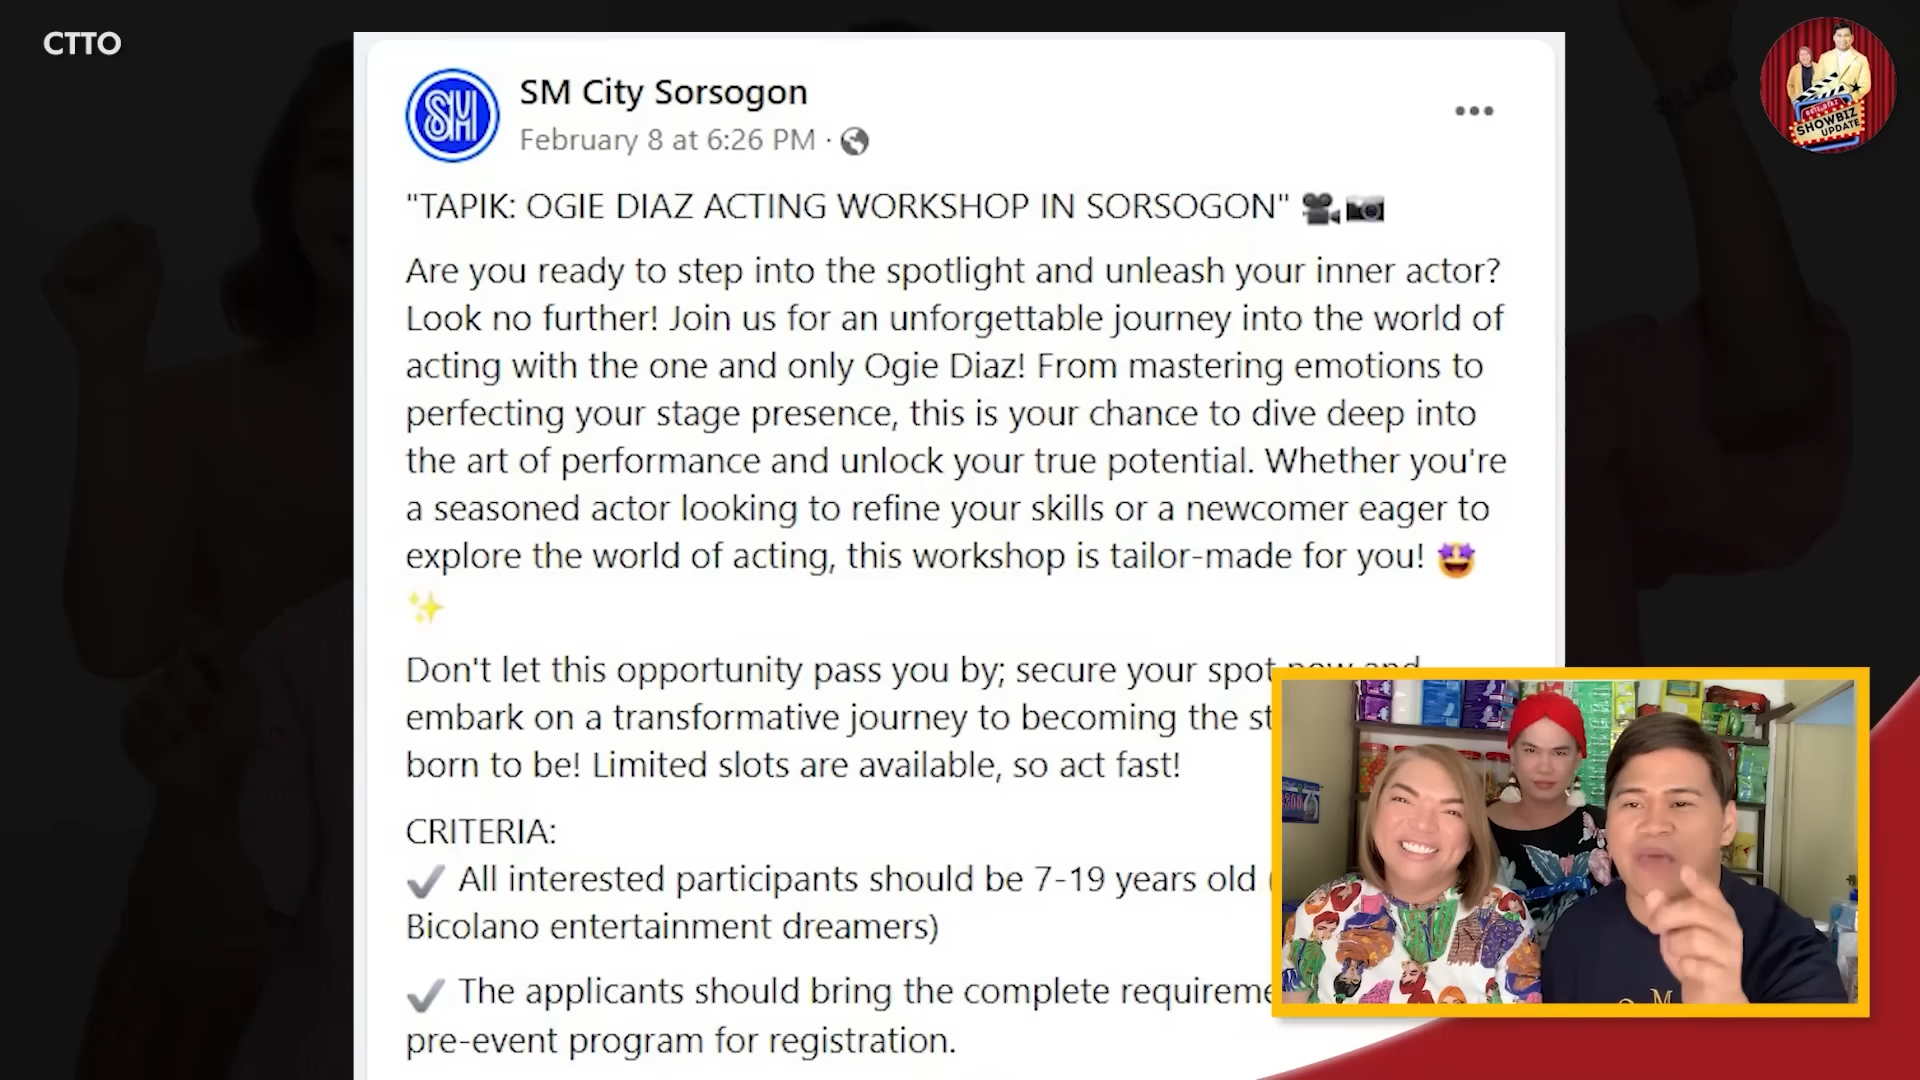 CTTO
SM City Sorsogon
February 8 at 6:26 PM ·
"TAPIK: OGIE DIAZ ACTING WORKSHOP IN SORSOGON"
Are you ready to step into the spotlight and unleash your inner actor?
Look no further! Join us for an unforgettable journey into the world of
acting with the one and only Ogie Diaz! From mastering emotions to
perfecting your stage presence, this is your chance to dive deep into
the art of performance and unlock your true potential. Whether you're
a seasoned actor looking to refine your skills or a newcomer eager to
explore the world of acting, this workshop is tailor-made for you!
Don't let this opportunity pass you by; secure your spot now and
embark on a transformative journey to becoming the
born to be! Limited slots are available, so act fast!
CRITERIA:
All interested participants should be 7-19 years old
Bicolano entertainment dreamers)
The applicants should bring the complete
pre-event program for registration.
SM
SHOWBIZ
UPDATE